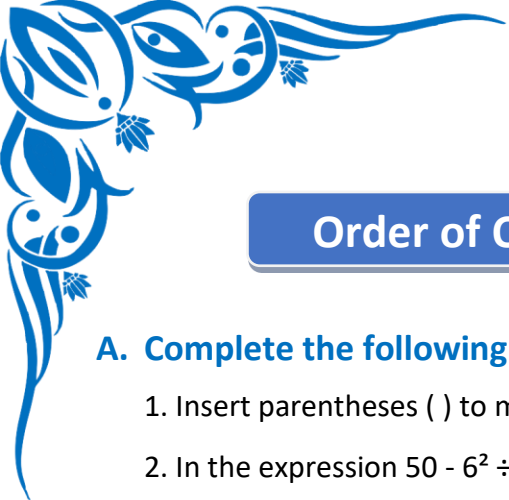 Order of
A. Complete the following
1. Insert parentheses ( ) to
2. In the expression 50 - 6² ÷